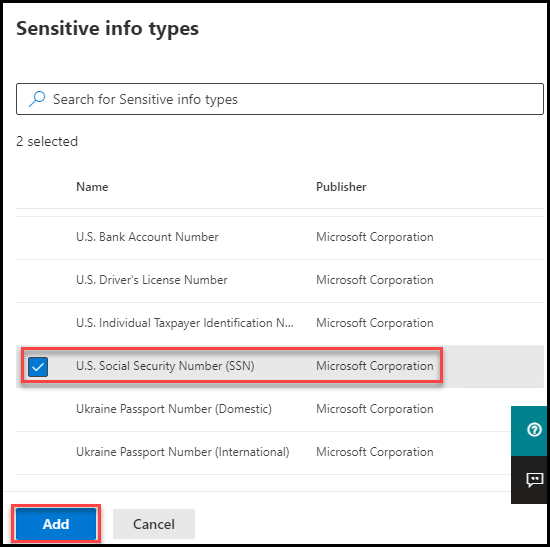 Sensitive info types
Search for Sensitive info types
2 selected
Name Publisher
U.S. Bank Account Number Microsoft Corporation
U.S. Driver's License Number Microsoft Corporation
U.S. Individual Taxpayer Identification N... Microsoft Corporation
U.S. Social Security Number (SSN) Microsoft Corporation
Ukraine Passport Number (Domestic) Microsoft Corporation
Ukraine Passport Number (International) Microsoft Corporation
Add Cancel